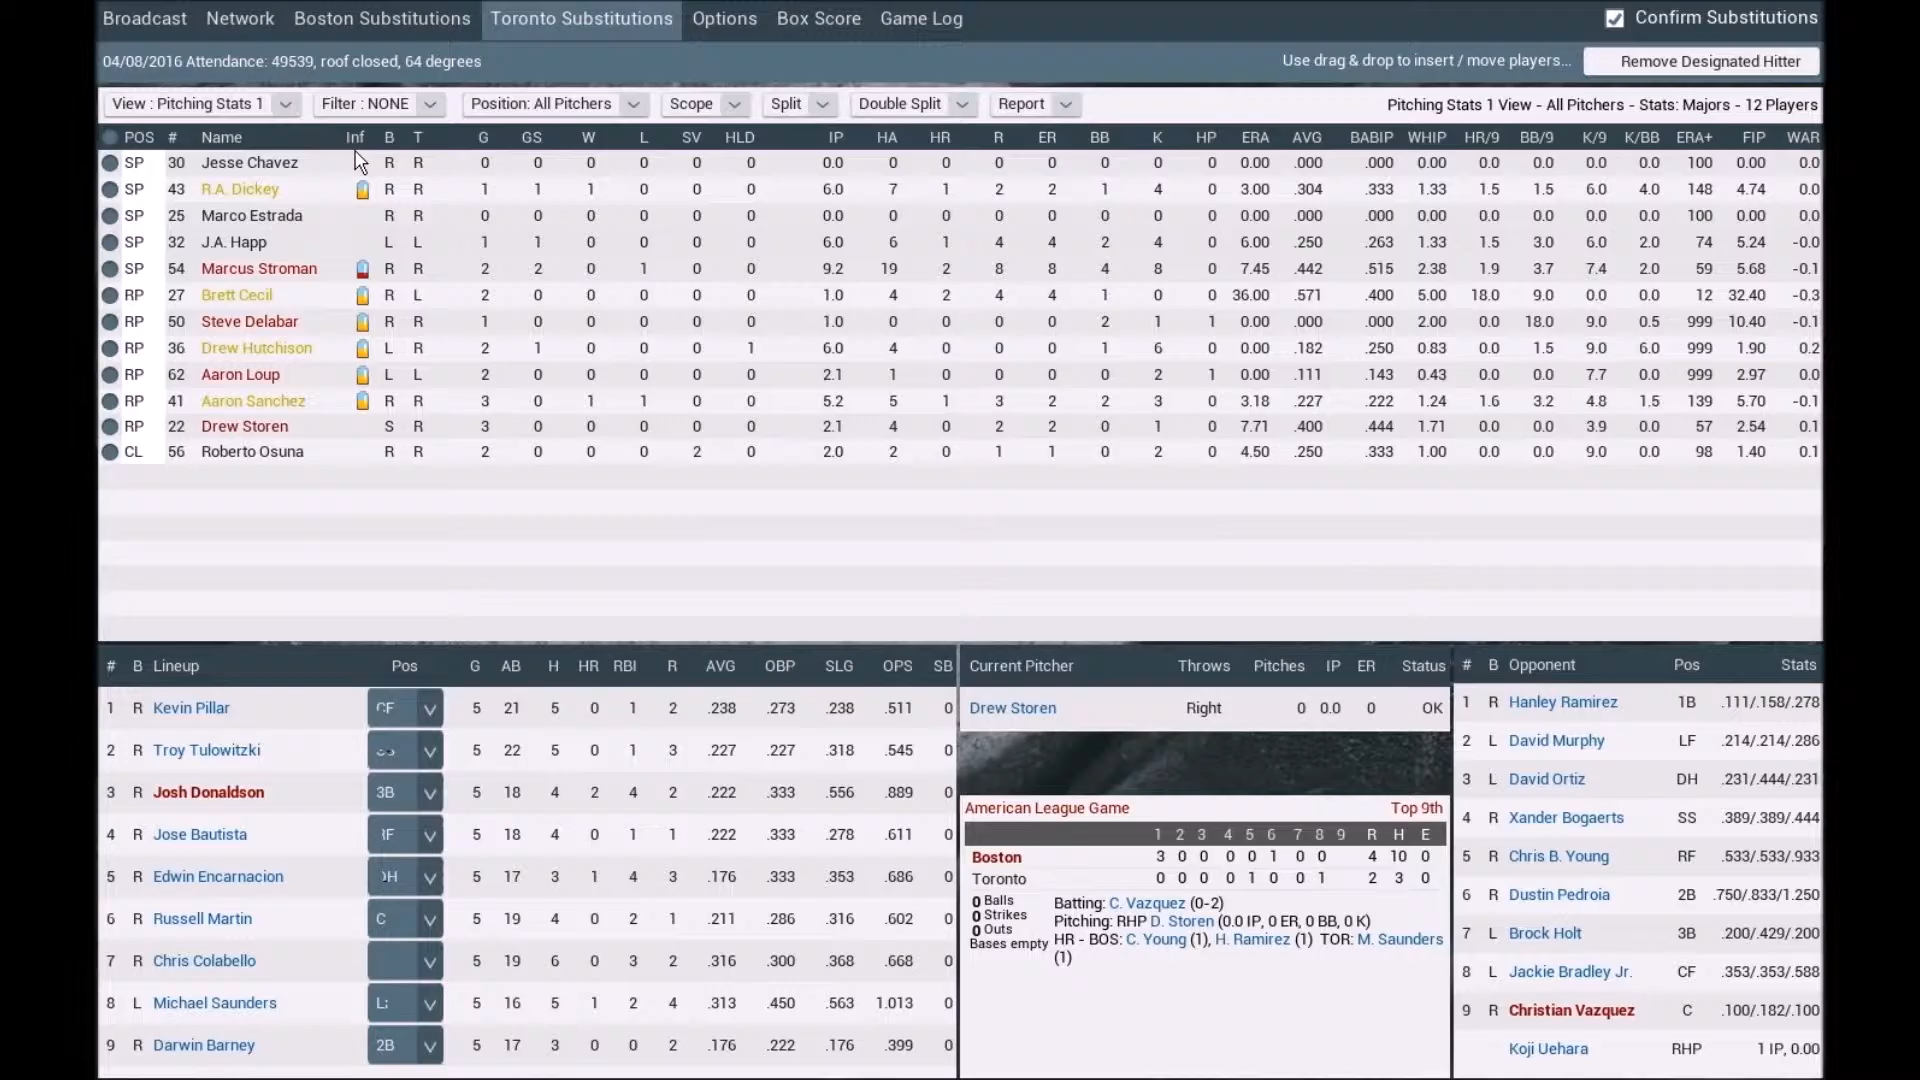 Broadcast Network Boston Substitutions Toronto Substitutions Options Box Score Game Log Confirm Substitutions
04/08/2016 Attendance: 49539, roof closed, 64 degrees Use drag & drop to insert / move players... Remove Designated Hitter
View : Pitching Stats 1 Filter : NONE Position: All Pitchers Scope Split Double Split Report Pitching Stats 1 View - All Pitchers - Stats: Majors - 12 Players
POS # Name Inf B T G GS W L SV HLD IP HA HR R ER BB K HP ERA AVG BABIP WHIP HR/9 BB/9 K/9 K/BB ERA+ FIP WAR
SP 30 Jesse Chavez R R 0 0 0 0 0 0 0.0 0 0 0 0 0 0 0 0.00 .000 .000 0.00 0.0 0.0 0.0 0.0 100 0.00 0.0
SP 43 R.A. Dickey R R 1 1 1 0 0 0 6.0 7 1 2 2 1 4 0 3.00 .304 .333 1.33 1.5 1.5 6.0 4.0 148 4.74 0.0
SP 25 Marco Estrada R R 0 0 0 0 0 0 0.0 0 0 0 0 0 0 0 0.00 .000 .000 0.00 0.0 0.0 0.0 0.0 100 0.00 0.0
SP 32 J.A. Happ L L 1 1 0 0 0 0 6.0 6 1 4 4 2 4 0 6.00 .250 .263 1.33 1.5 3.0 6.0 2.0 74 5.24 -0.0
SP 54 Marcus Stroman R R 2 2 0 1 0 0 9.2 19 2 8 8 4 8 0 7.45 .442 .515 2.38 1.9 3.7 7.4 2.0 59 5.68 -0.1
RP 27 Brett Cecil R L 2 0 0 0 0 0 1.0 4 2 4 4 1 0 0 36.00 .571 .400 5.00 18.0 9.0 0.0 0.0 12 32.40 -0.3
RP 50 Steve Delabar R R 1 0 0 0 0 0 1.0 0 0 0 0 2 1 1 0.00 .000 .000 2.00 0.0 18.0 9.0 0.5 999 10.40 -0.1
RP 36 Drew Hutchison L R 2 1 0 0 0 1 6.0 4 0 0 0 1 6 0 0.00 .182 .250 0.83 0.0 1.5 9.0 6.0 999 1.90 0.2
RP 62 Aaron Loup L L 2 0 0 0 0 0 2.1 1 0 0 0 0 2 1 0.00 .111 .143 0.43 0.0 0.0 7.7 0.0 999 2.97 0.0
RP 41 Aaron Sanchez R R 3 0 1 1 0 0 5.2 5 1 3 2 2 3 0 3.18 .227 .222 1.24 1.6 3.2 4.8 1.5 139 5.70 -0.1
RP 22 Drew Storen S R 3 0 0 0 0 0 2.1 4 0 2 2 0 1 0 7.71 .400 .444 1.71 0.0 0.0 3.9 0.0 57 2.54 0.1
CL 56 Roberto Osuna R R 2 0 0 0 2 0 2.0 2 0 1 1 0 2 0 4.50 .250 .333 1.00 0.0 0.0 9.0 0.0 98 1.40 0.1
# B Lineup Pos G AB H HR RBI R AVG OBP SLG OPS SB
1 R Kevin Pillar CF 5 21 5 0 1 2 .238 .273 .238 .511 0
2 R Troy Tulowitzki 5 22 5 0 1 3 .227 .227 .318 .545 0
3 R Josh Donaldson 3B 5 18 4 2 4 2 .222 .333 .556 .889 0
4 R Jose Bautista RF 5 18 4 0 1 1 .222 .333 .278 .611 0
5 R Edwin Encarnacion DH 5 17 3 1 4 3 .176 .333 .353 .686 0
6 R Russell Martin C 5 19 4 0 2 1 .211 .286 .316 .602 0
7 R Chris Colabello 5 19 6 0 3 2 .316 .300 .368 .668 0
8 L Michael Saunders 5 16 5 1 2 4 .313 .450 .563 1.013 0
9 R Darwin Barney 2B 5 17 3 0 0 2 .176 .222 .176 .399 0
Current Pitcher Throws Pitches IP ER Status
Drew Storen Right 0 0.0 0 OK
American League Game Top 9th
1 2 3 4 5 6 7 8 9 R H E
Boston 3 0 0 0 0 1 0 0 4 10 0
Toronto 0 0 0 0 1 0 0 1 2 3 0
0 Balls
0 Strikes
0 Outs
Bases empty
Batting: C. Vazquez (0-2)
Pitching: RHP D. Storen (0.0 IP, 0 ER, 0 BB, 0 K)
HR - BOS: C. Young (1), H. Ramirez (1) TOR: M. Saunders
(1)
# B Opponent Pos Stats
1 R Hanley Ramirez 1B .111/.158/.278
2 L David Murphy LF .214/.214/.286
3 L David Ortiz DH .231/.444/.231
4 R Xander Bogaerts SS .389/.389/.444
5 R Chris B. Young RF .533/.533/.933
6 R Dustin Pedroia 2B .750/.833/1.250
7 L Brock Holt 3B .200/.429/.200
8 L Jackie Bradley Jr. CF .353/.353/.588
9 R Christian Vazquez C .100/.182/.100
Koji Uehara RHP 1 IP, 0.00